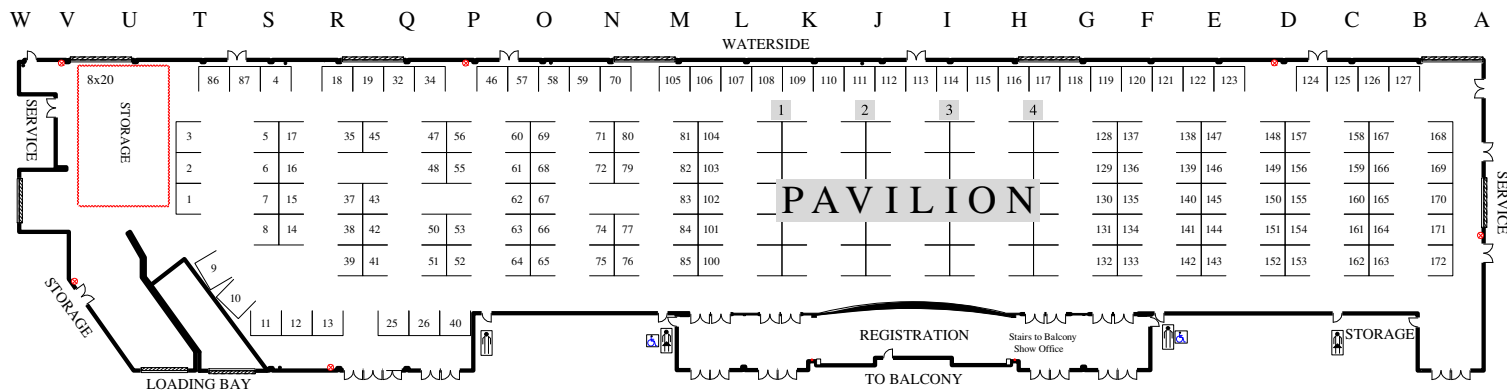 W V U T S R Q P O N M L K J I H G F E D C B A
WATERSIDE
8x20
86 87 4 18 19 32 34 46 57 58 59 70 105 106 107 108 109 110 111 112 113 114 115 116 117 118 119 120 121 122 123 124 125 126 127
1 2 3 4
SERVICE
STORAGE
3 5 17 35 45 47 56 60 69 71 80 81 104 128 137 138 147 148 157 158 167 168
2 6 16 48 55 61 68 72 79 82 103 129 136 139 146 149 156 159 166 169
1 7 15 37 43 62 67 83 102 130 135 140 145 150 155 160 165 170
PAVILION
SERVICE
8 14 38 42 50 53 63 66 74 77 84 101 131 134 141 144 151 154 161 164 171
39 41 51 52 64 65 75 76 85 100 132 133 142 143 152 153 162 163 172
9
10
STORAGE
11 12 13 25 26 40
REGISTRATION
Stairs to Balcony
Show Office
STORAGE
LOADING BAY
TO BALCONY